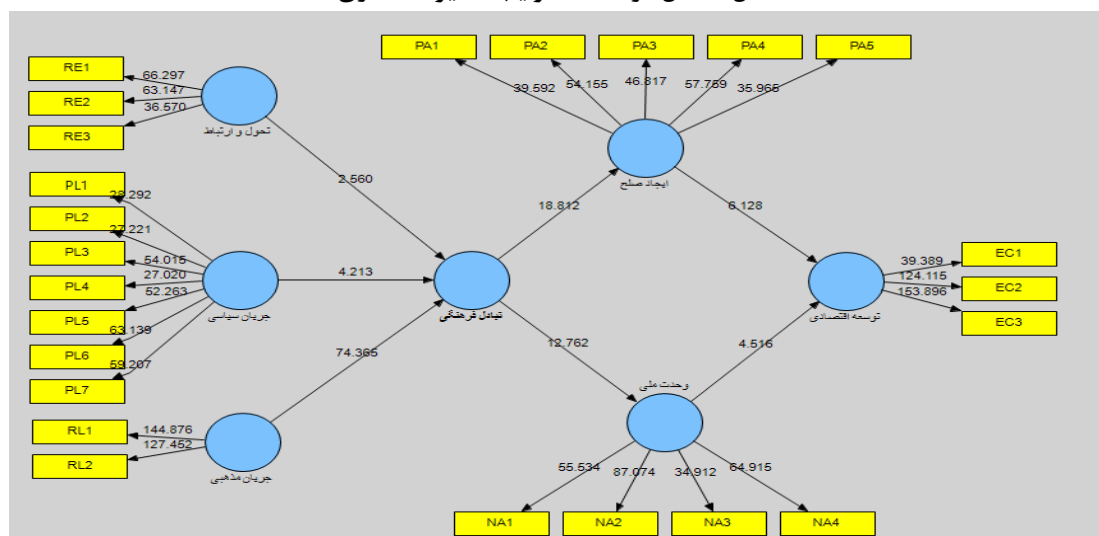 PA1 PA2 PA3 PA4 PA5
39.592 54.155 46.817 57.759 35.965
RE1
RE2
RE3
66.297
63.147
36.570
تحول و ارتباط
ایجاد صلح
2.560
18.812
6.128
PL1
PL2
PL3
PL4
PL5
PL6
PL7
28.292
27.221
54.015
27.020
52.263
63.139
59.207
جریان سیاسی
4.213
تبادل فرهنگی
توسعه اقتصادی
39.389
124.115
153.896
EC1
EC2
EC3
74.365
12.762
4.516
وحدت ملی
RL1
RL2
144.876
127.452
جریان مذهبی
55.534 87.074 34.912 64.915
NA1 NA2 NA3 NA4